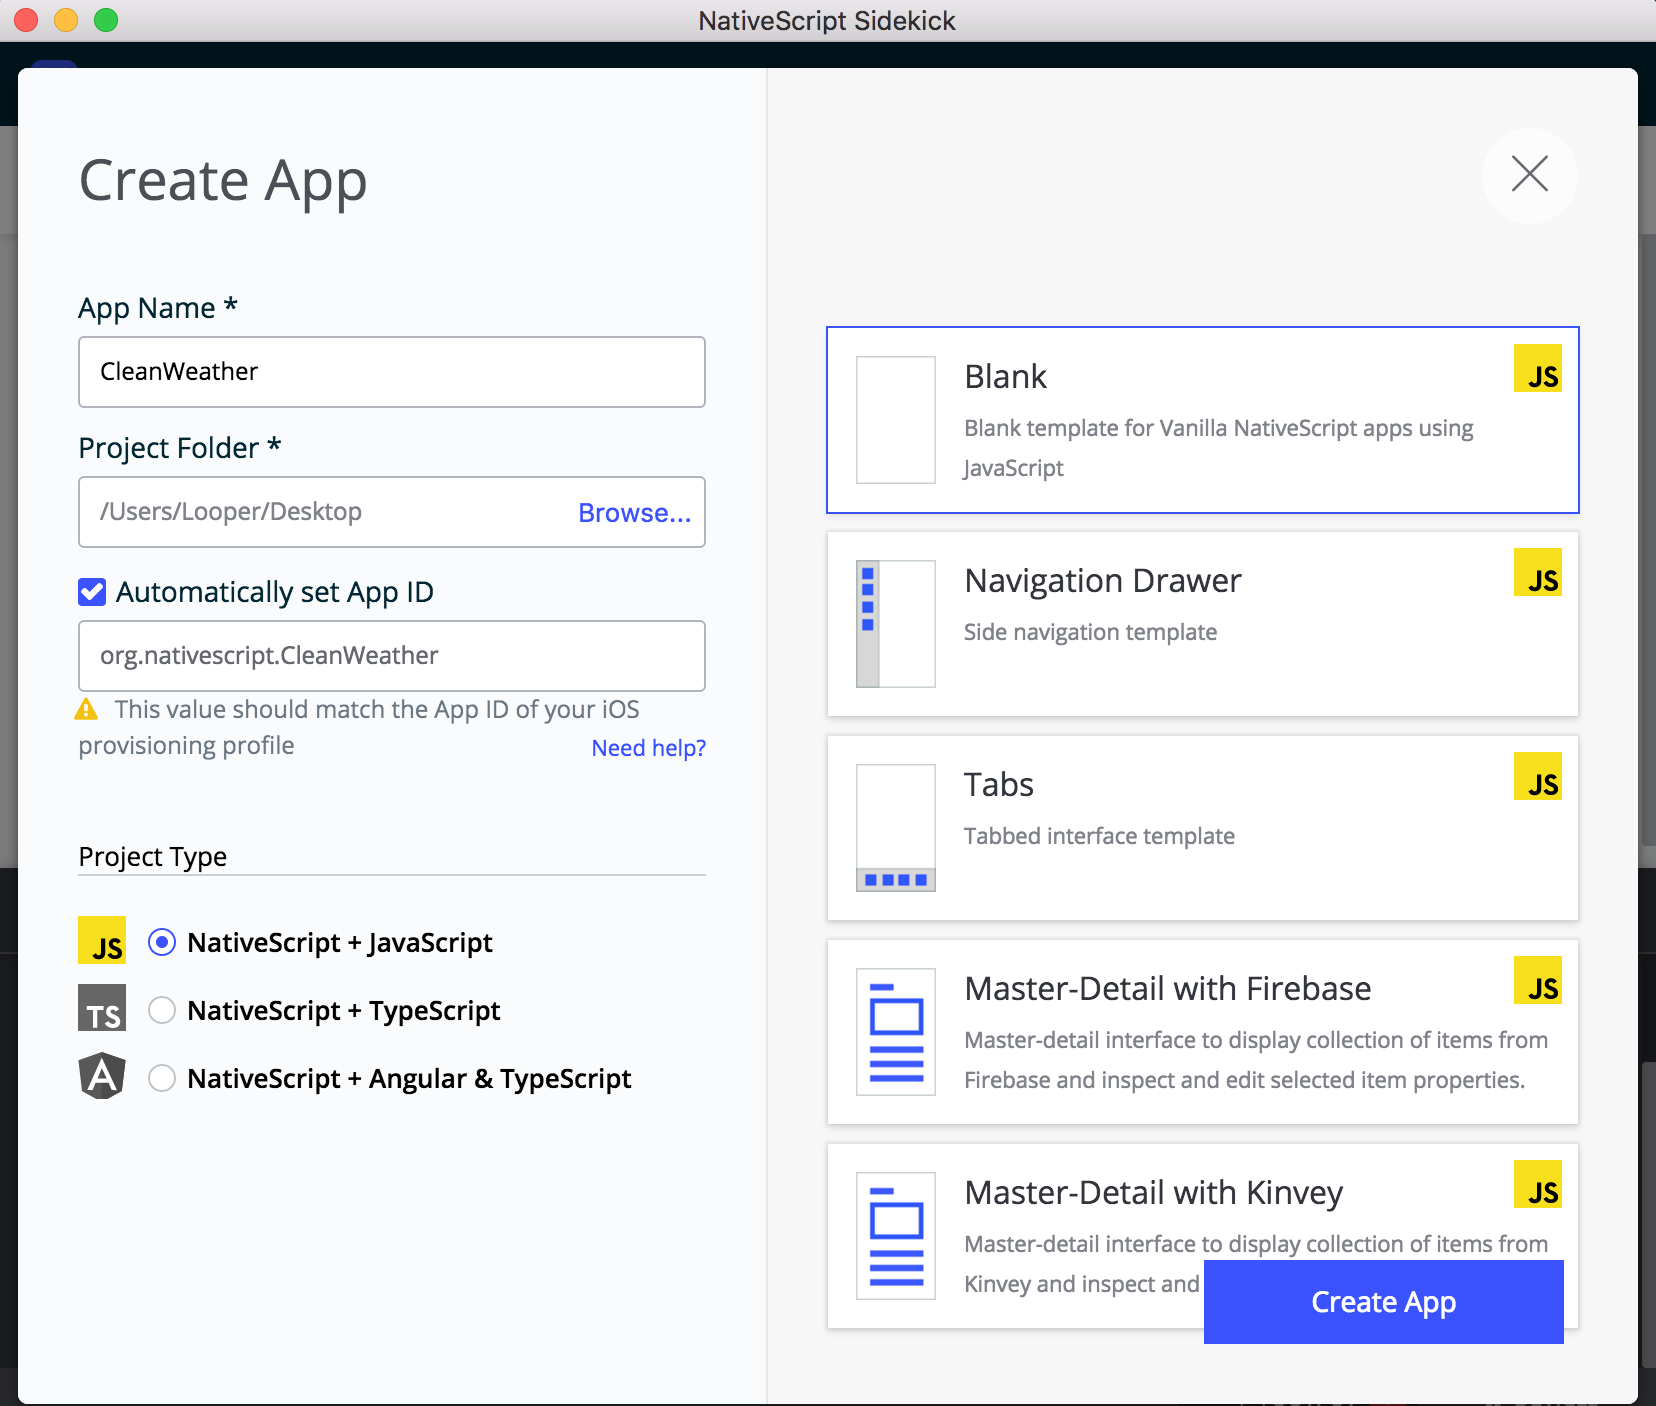 NativeScript Sidekick
Create App
App Name *
CleanWeather
Project Folder *
/Users/Looper/Desktop
Browse...
Automatically set App ID
org.nativescript.CleanWeather
This value should match the App ID of your iOS
provisioning profile
Need help?
Project Type
JS
NativeScript + JavaScript
TS
NativeScript + TypeScript
A
NativeScript + Angular & TypeScript
Blank
JS
Blank template for Vanilla NativeScript apps using
JavaScript
Navigation Drawer
JS
Side navigation template
Tabs
JS
Tabbed interface template
Master-Detail with Firebase
JS
Master-detail interface to display collection of items from
Firebase and inspect and edit selected item properties.
Master-Detail with Kinvey
JS
Master-detail interface to display collection of items from
Kinvey and inspect and
Create App